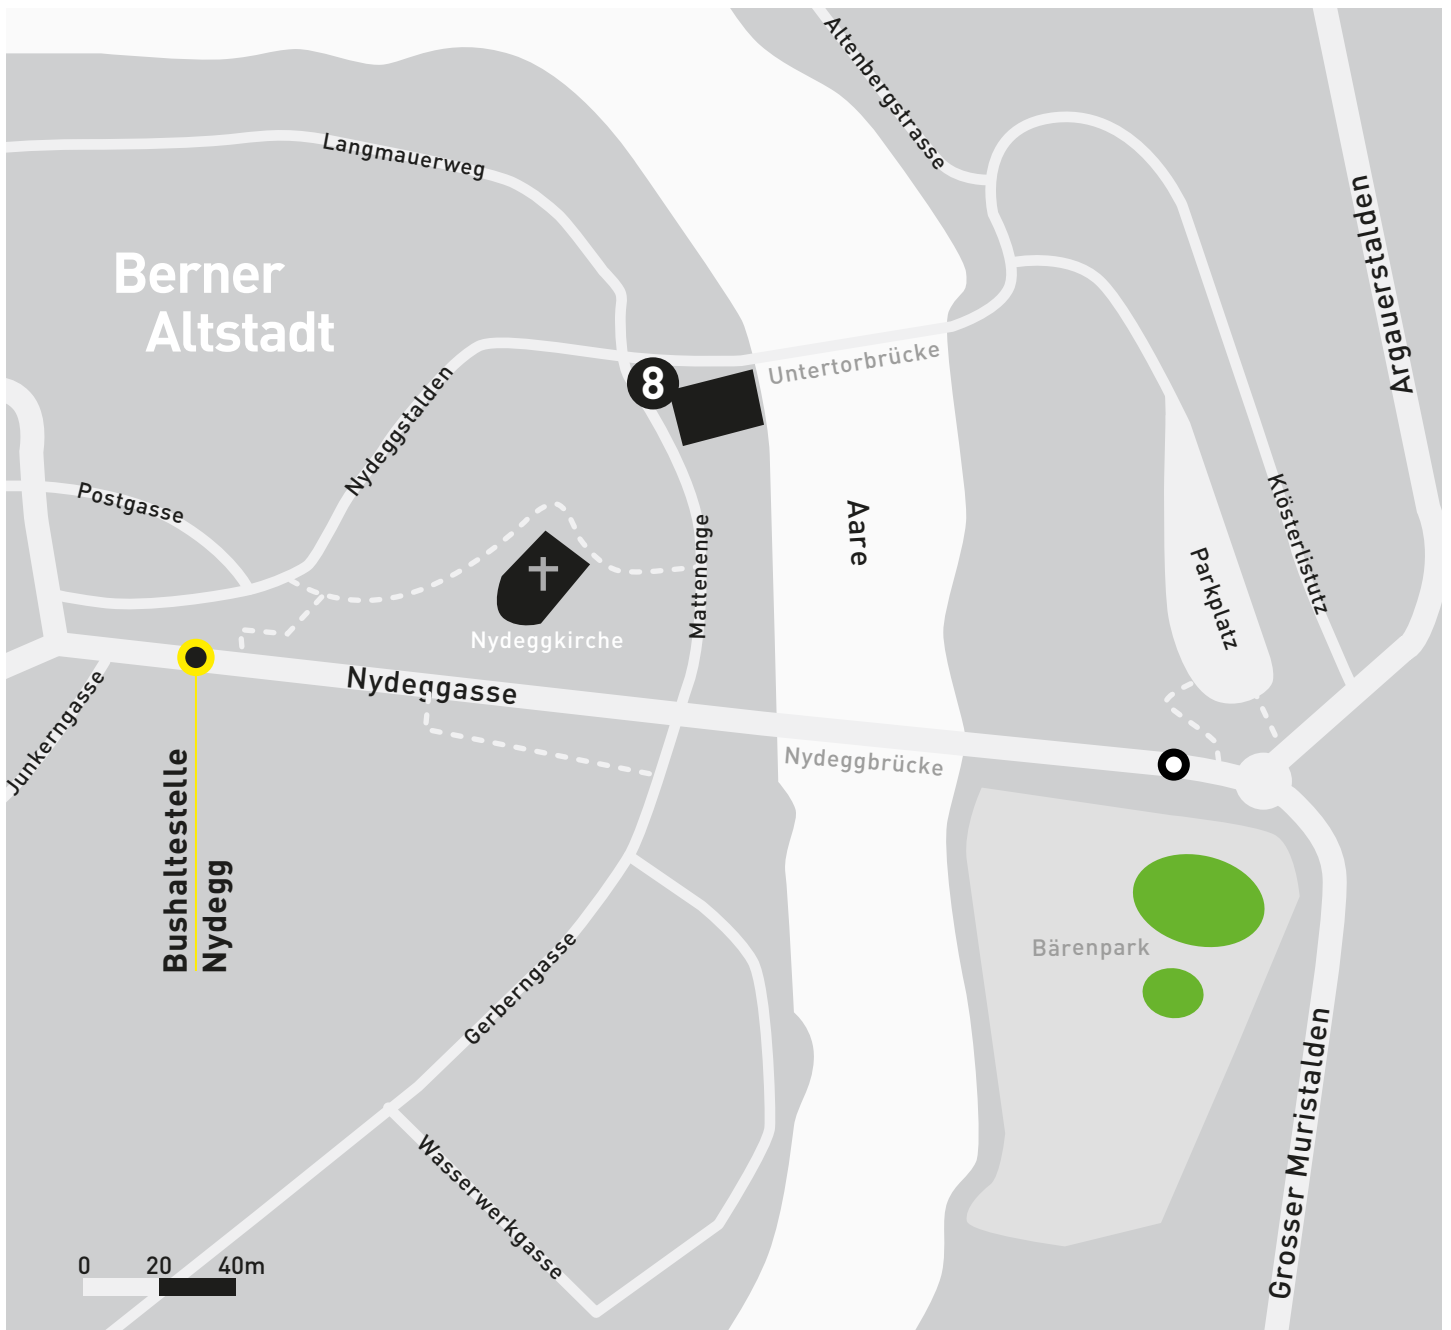 Altenbergstrasse
Langmauerweg
Argauerstalden
Berner
Altstadt
Untertorbrücke
8
Nydeggstalden
Postgasse
Aare
Klösterlistutz
Mattenenge
Parkplatz
Nydeggkirche
Nydeggasse
Junkerngasse
Nydeggbrücke
Bushaltestelle
Nydegg
Bärenpark
Gerberngasse
Grosser Muristalden
Wasserwerkgasse
0 20 40m